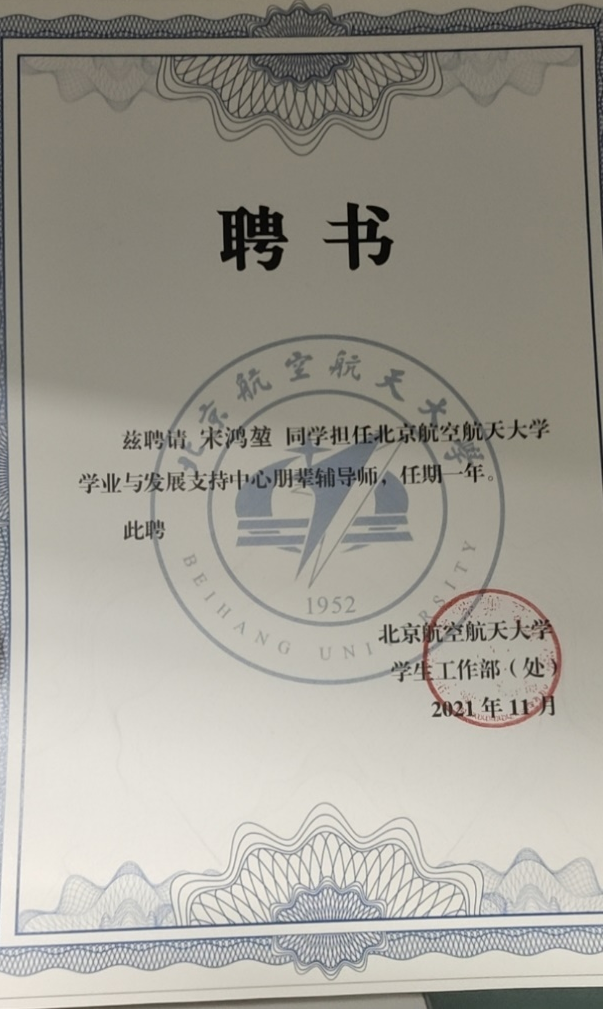 聘书
兹聘请 宋鸿堃 同学担任北京航空航天大学
学业与发展支持中心朋辈辅导师，任期一年。
此聘
北京航空航天大学
BEIHANG UNIVERSITY
1952
北京航空航天大学
学生工作部（处）
2021 年 11 月